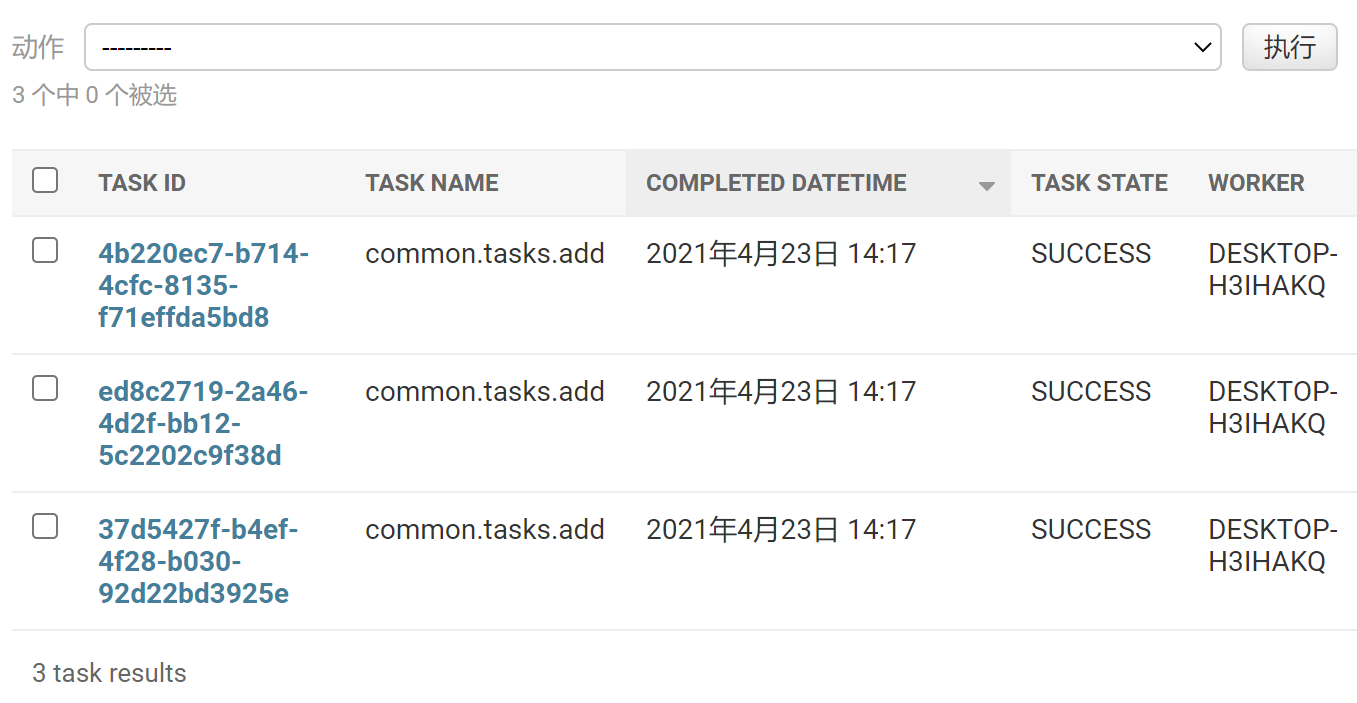 动作 --------- 执行
3 个中 0 个被选
TASK ID TASK NAME COMPLETED DATETIME TASK STATE WORKER
4b220ec7-b714- common.tasks.add 2021年4月23日 14:17 SUCCESS DESKTOP-
4cfc-8135- H3IHAKQ
f71effda5bd8
ed8c2719-2a46- common.tasks.add 2021年4月23日 14:17 SUCCESS DESKTOP-
4d2f-bb12- H3IHAKQ
5c2202c9f38d
37d5427f-b4ef- common.tasks.add 2021年4月23日 14:17 SUCCESS DESKTOP-
4f28-b030- H3IHAKQ
92d22bd3925e
3 task results